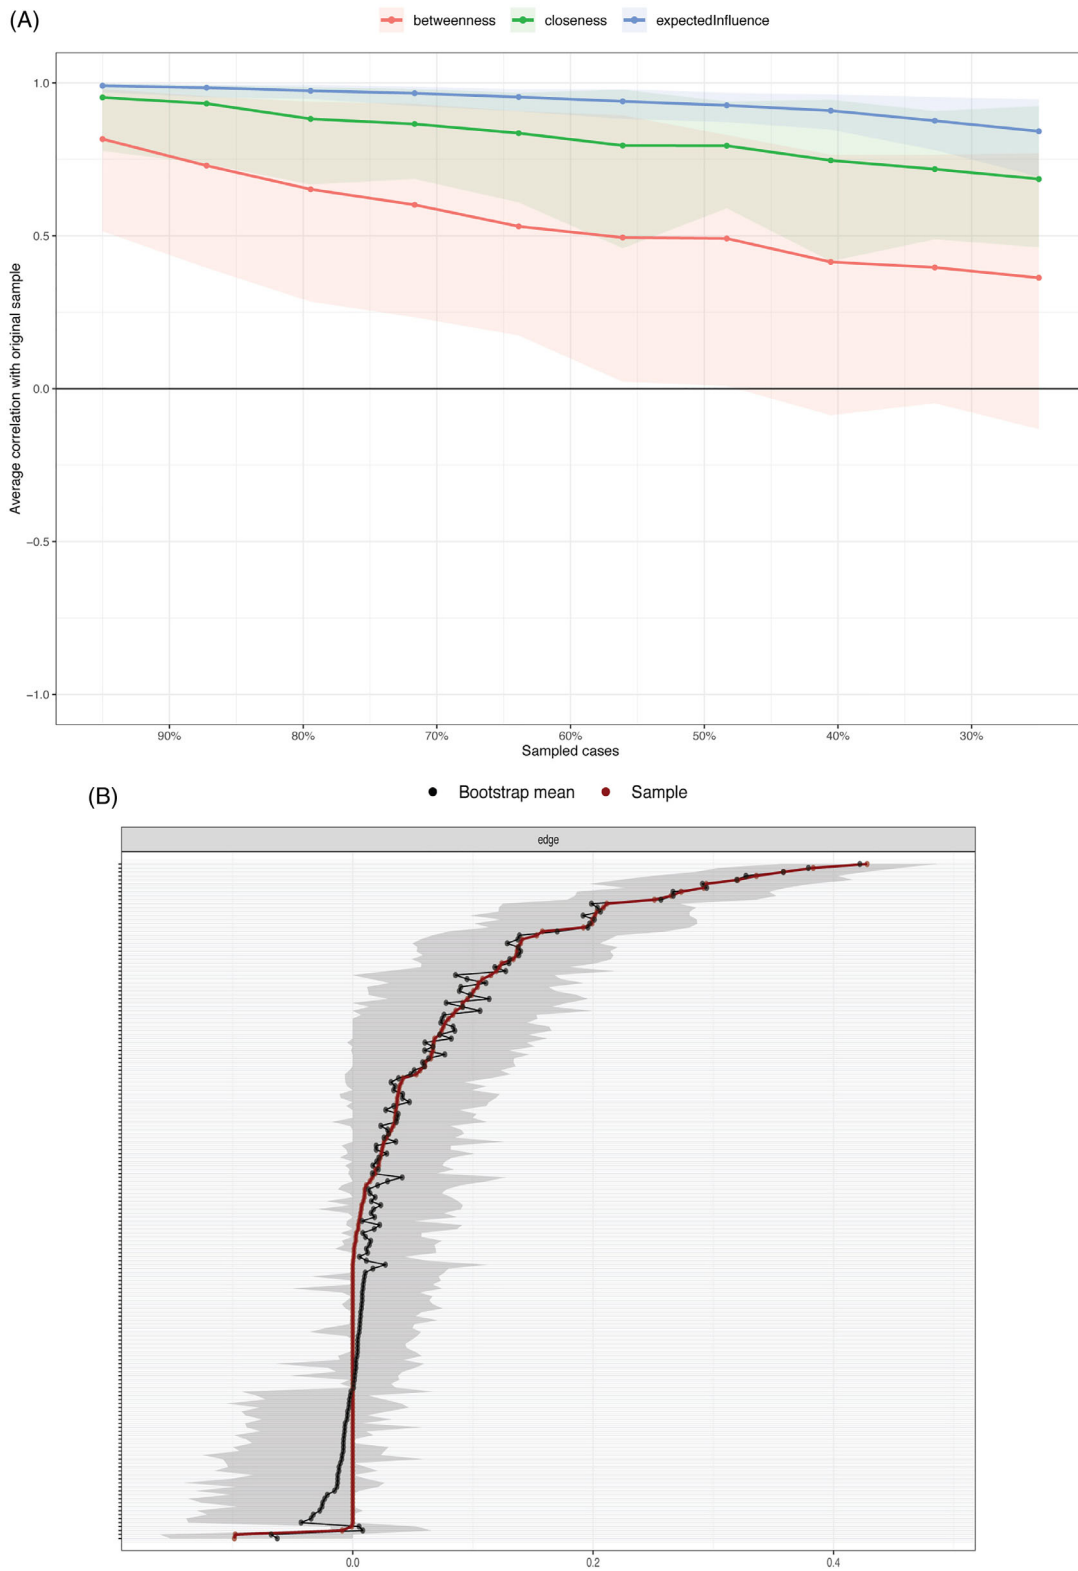 (A)
betweenness closeness expectedInfluence
1.0
0.5
0.0
−0.5
−1.0
Average correlation with original sample
90% 80% 70% 60% 50% 40% 30%
Sampled cases
(B)
Bootstrap mean Sample
edge
0.0 0.2 0.4